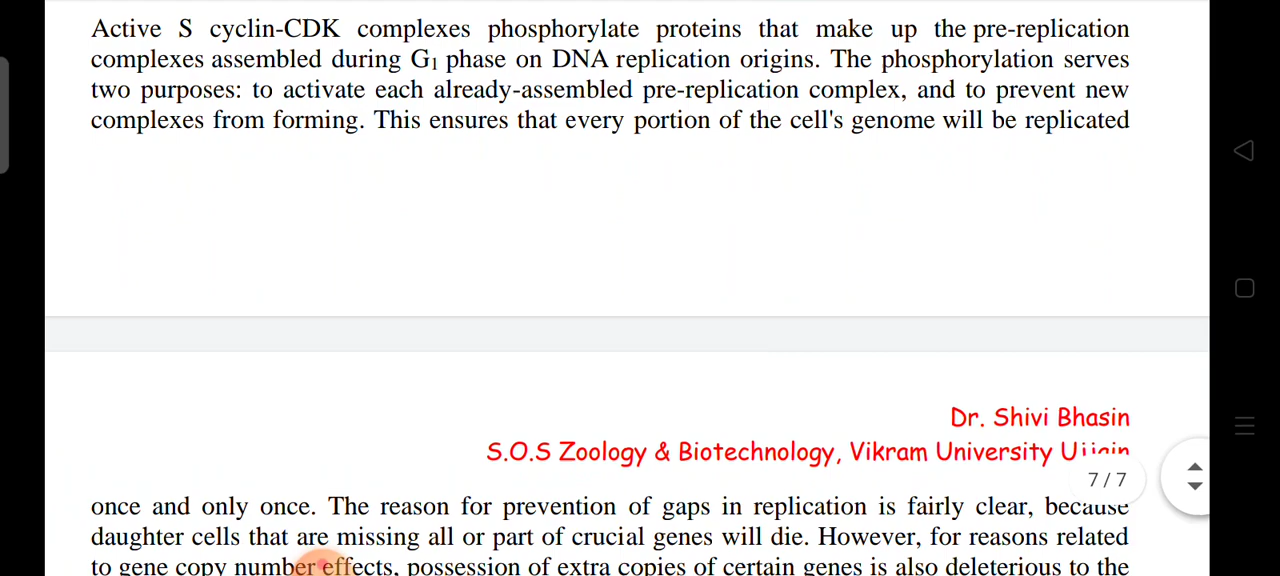 Active S cyclin-CDK complexes phosphorylate proteins that make up the pre-replication
complexes assembled during G₁ phase on DNA replication origins. The phosphorylation serves
two purposes: to activate each already-assembled pre-replication complex, and to prevent new
complexes from forming. This ensures that every portion of the cell's genome will be replicated
Dr. Shivi Bhasin
S.O.S Zoology & Biotechnology, Vikram University Ujjain
7/7
once and only once. The reason for prevention of gaps in replication is fairly clear, because
daughter cells that are missing all or part of crucial genes will die. However, for reasons related
to gene copy number effects, possession of extra copies of certain genes is also deleterious to the